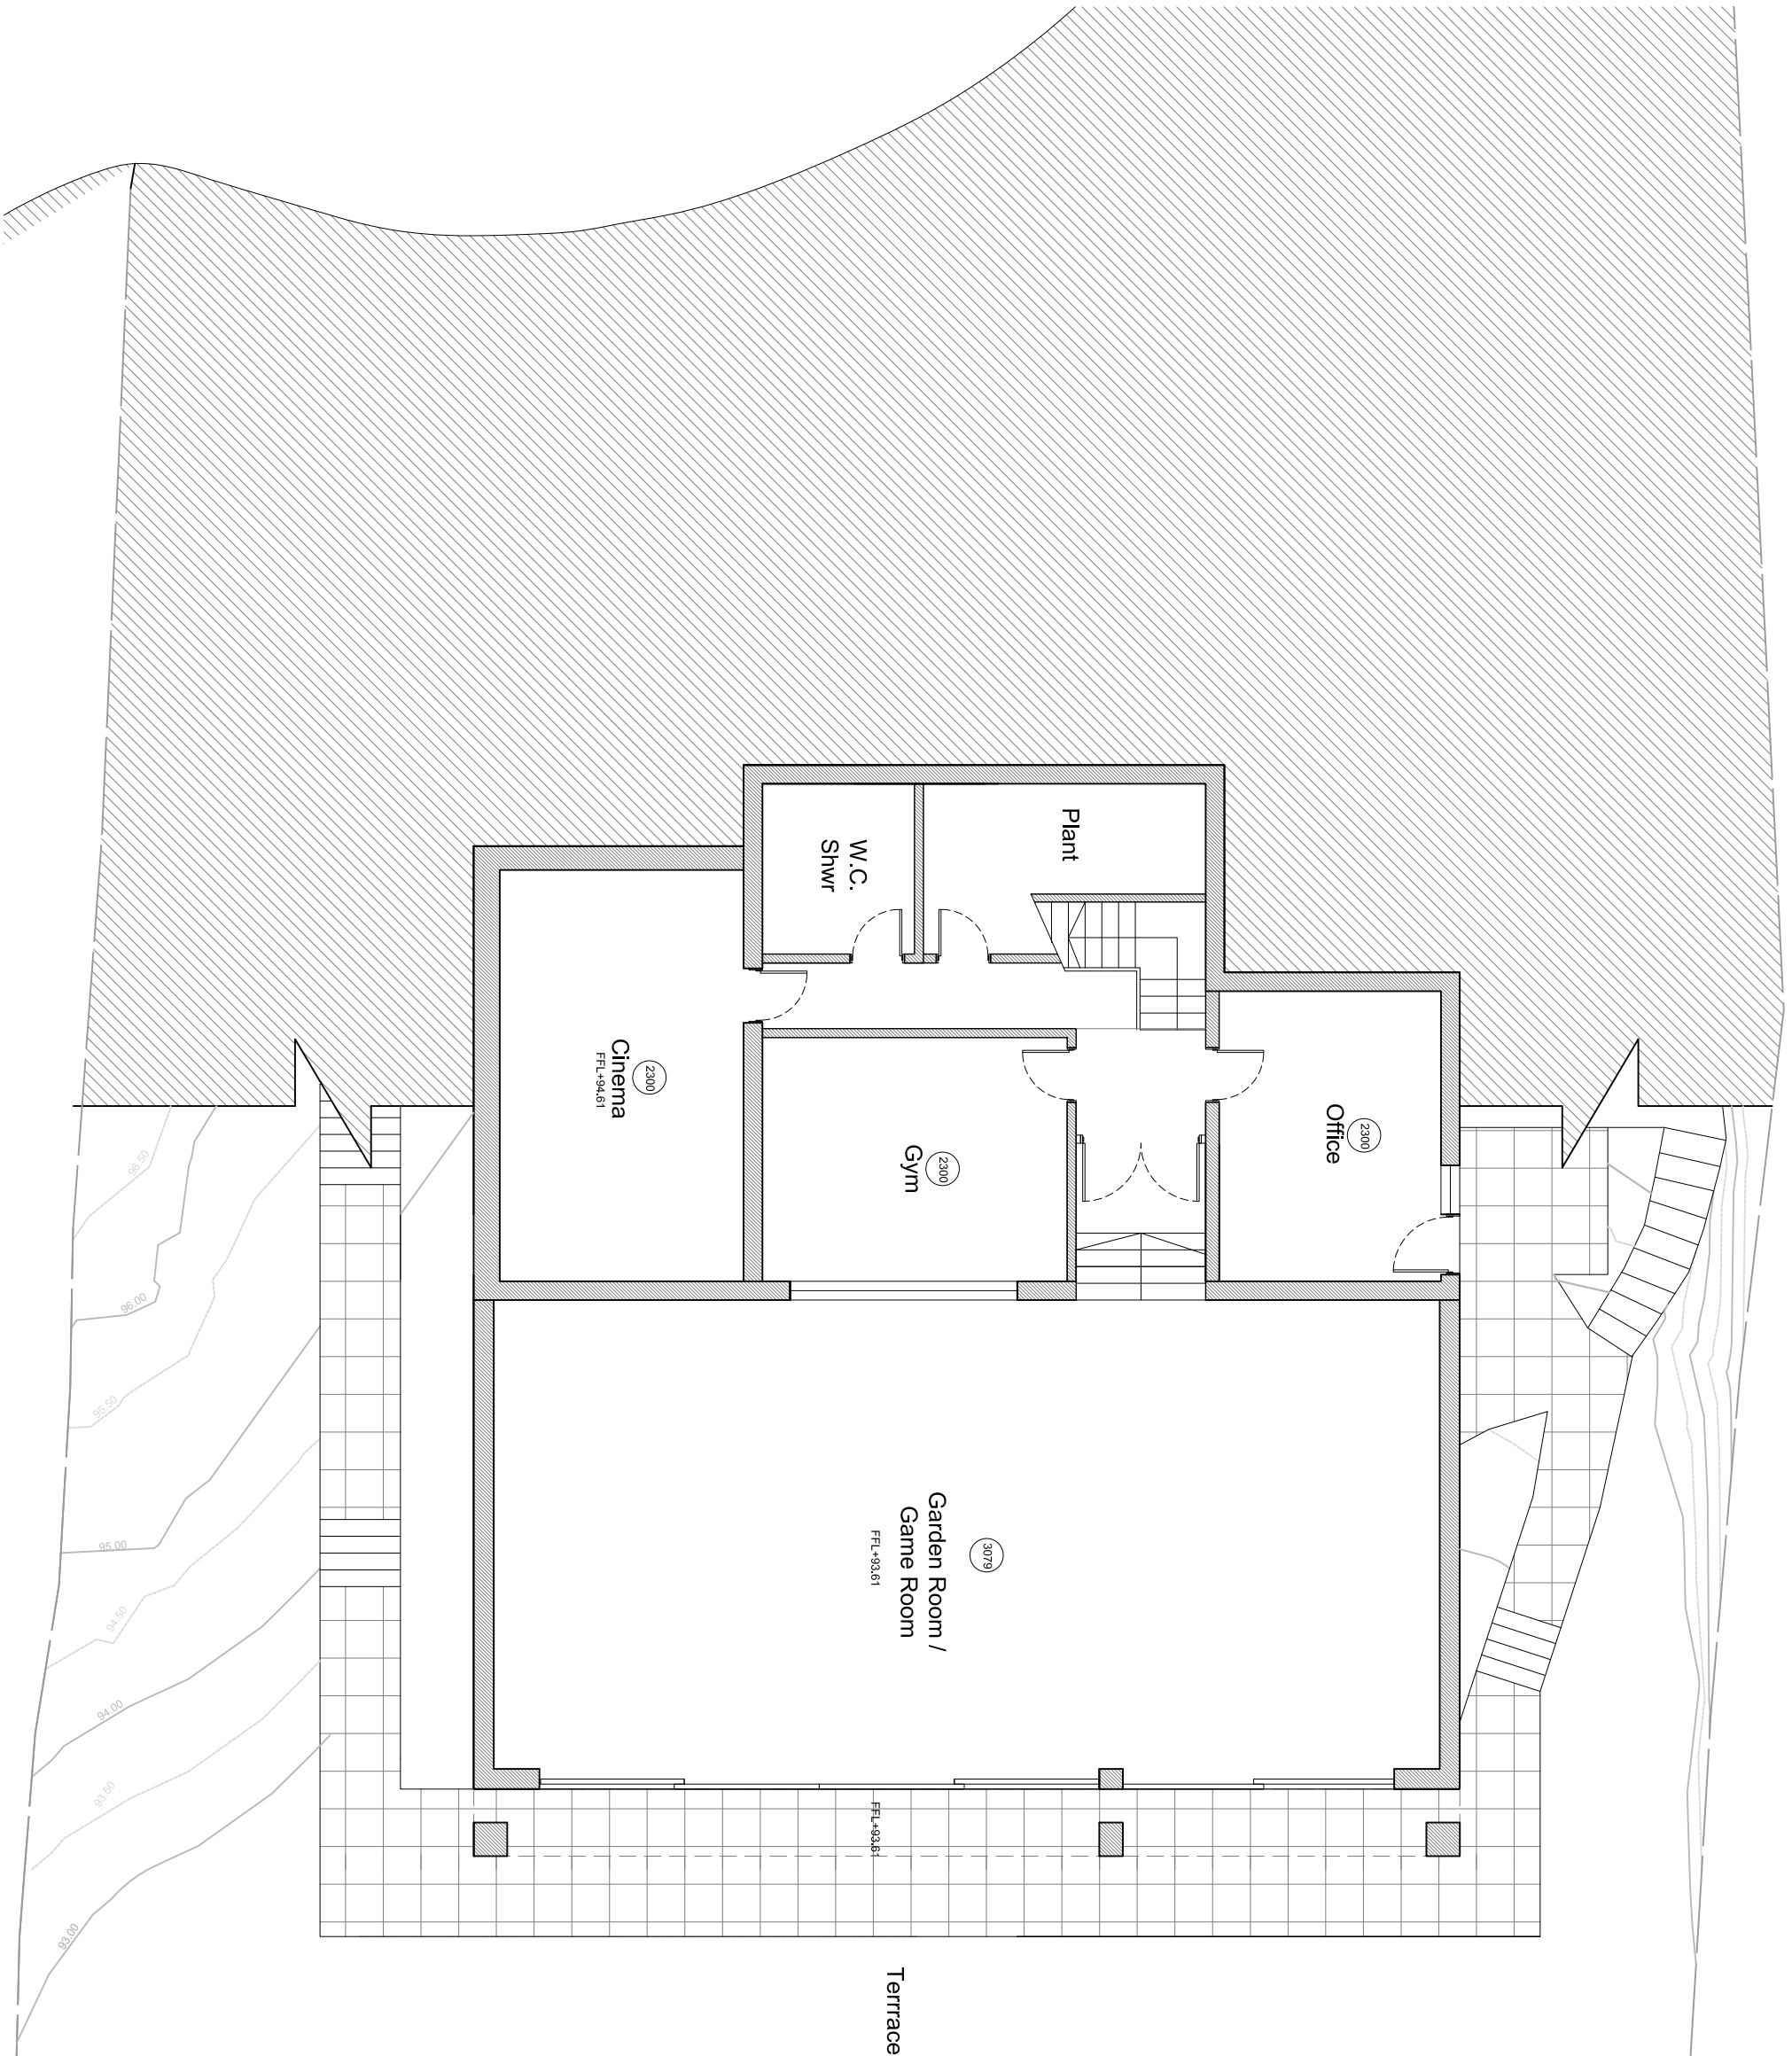 Plant
W.C.
Shwr
2300
Cinema
FFL+94.61
2300
Gym
2300
Office
3079
Garden Room /
Game Room
FFL+93.61
FFL+93.61
Terrrace
96.50
96.00
95.50
95.00
94.50
94.00
93.50
93.00